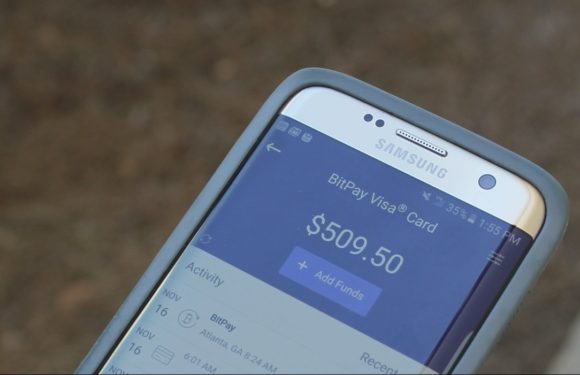 SAMSUNG
35% 1:55 PM
BitPay Visa® Card
$509.50
+ Add Funds
Activity
Recent
NOV
16
BitPay
Atlanta, GA 8:24 AM
NOV
16
6:01 AM